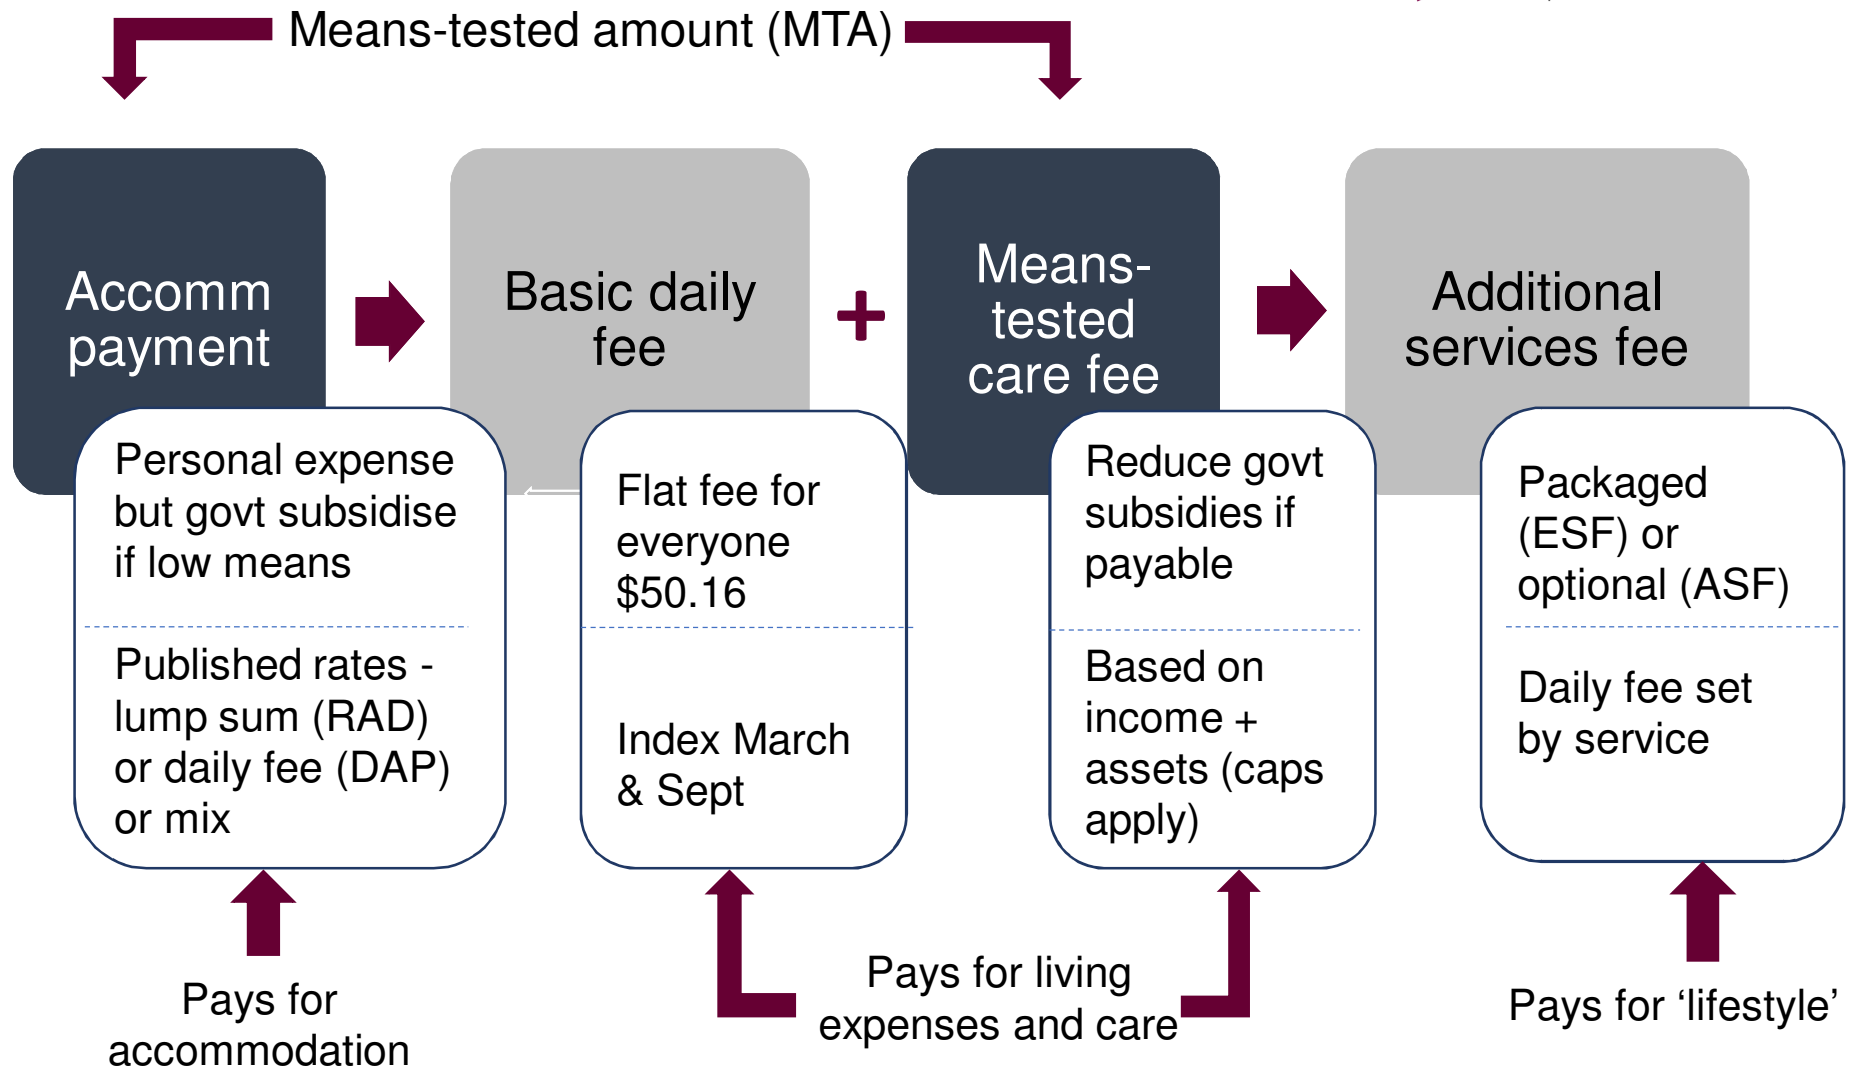 Means-tested amount (MTA)
Accomm
payment
Basic daily
fee
+
Means-
tested
care fee
Additional
services fee
Personal expense
but govt subsidise
if low means
Published rates -
lump sum (RAD)
or daily fee (DAP)
or mix
Flat fee for
everyone
$50.16
Index March
& Sept
Reduce govt
subsidies if
payable
Based on
income +
assets (caps
apply)
Packaged
(ESF) or
optional (ASF)
Daily fee set
by service
Pays for
accommodation
Pays for living
expenses and care
Pays for ‘lifestyle’